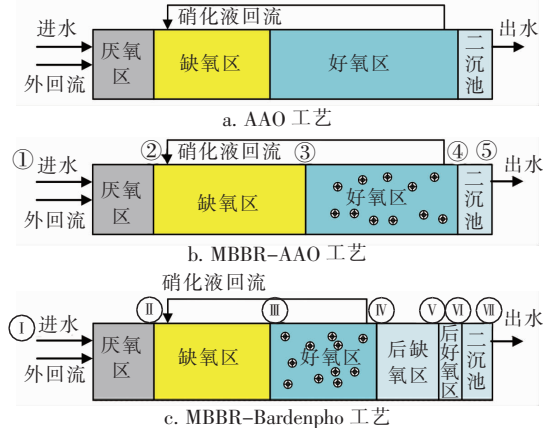 硝化液回流
进水
外回流
厌氧区
缺氧区
好氧区
二沉池
出水
a. AAO 工艺
① ② 硝化液回流 ③ ④ ⑤
进水
外回流
厌氧区
缺氧区
好氧区
二沉池
出水
b. MBBR-AAO 工艺
硝化液回流
Ⅰ Ⅱ Ⅲ Ⅳ Ⅴ Ⅵ Ⅶ
进水
外回流
厌氧区
缺氧区
好氧区
后缺氧区
后好氧区
二沉池
出水
c. MBBR-Bardenpho 工艺